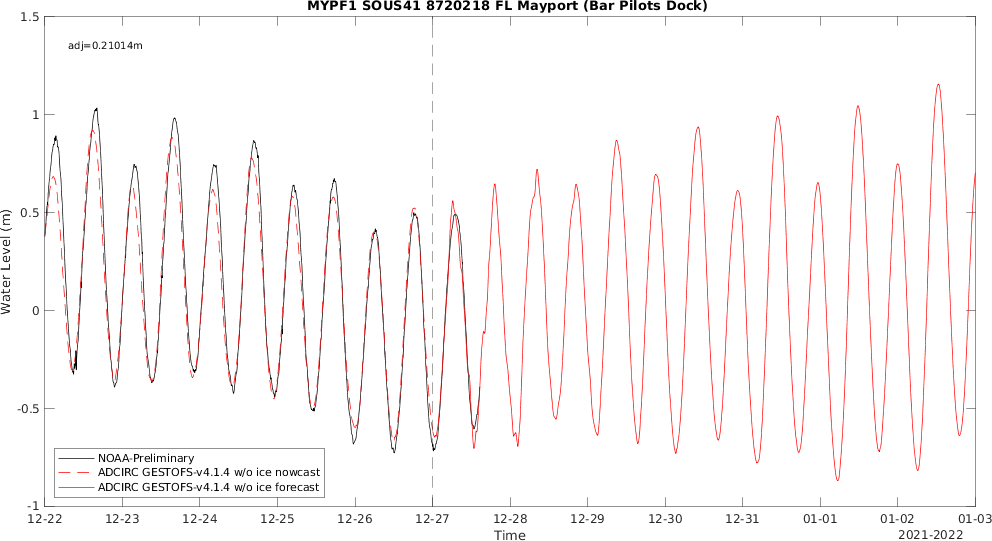 MYPF1 SOUS41 8720218 FL Mayport (Bar Pilots Dock)
1.5
adj=0.21014m
1
0.5
0
-0.5
-1
Water Level (m)
NOAA-Preliminary
ADCIRC GESTOFS-v4.1.4 w/o ice nowcast
ADCIRC GESTOFS-v4.1.4 w/o ice forecast
12-22 12-23 12-24 12-25 12-26 12-27 12-28 12-29 12-30 12-31 01-01 01-02 01-03
Time
2021-2022